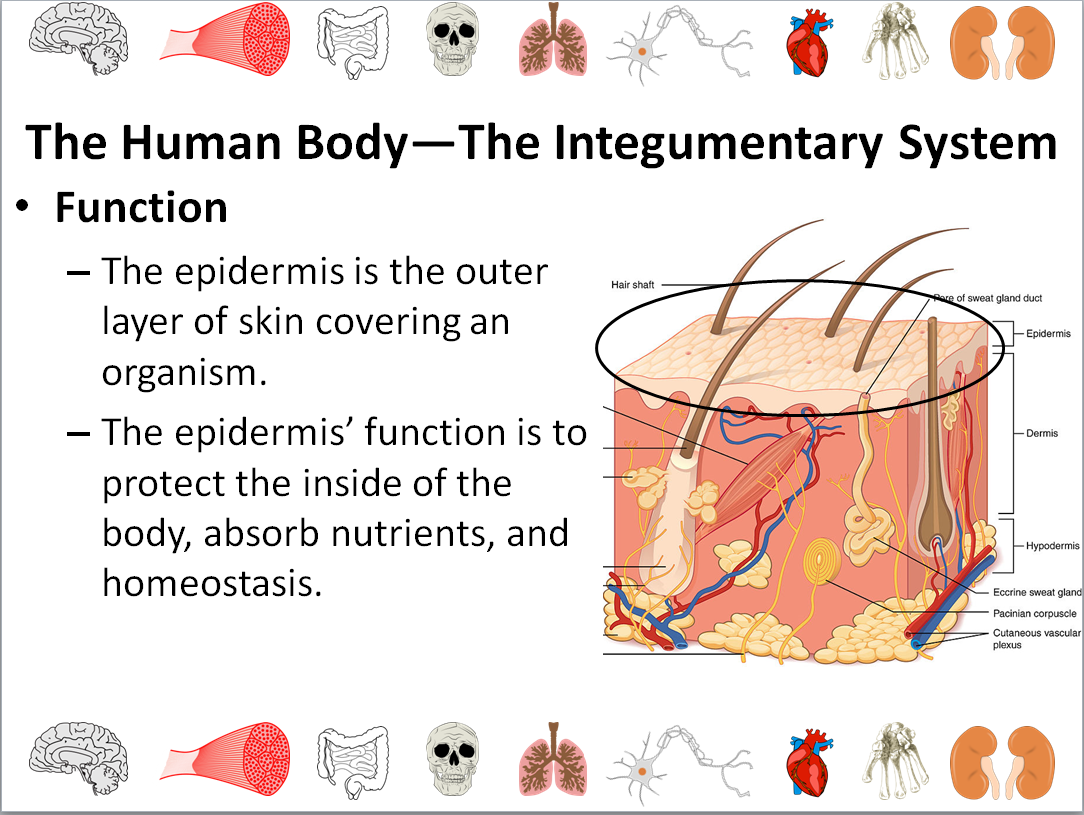 The Human Body—The Integumentary System
• Function
– The epidermis is the outer
layer of skin covering an
organism.
– The epidermis’ function is to
protect the inside of the
body, absorb nutrients, and
homeostasis.
Hair shaft
Pore of sweat gland duct
Epidermis
Dermis
Hypodermis
Eccrine sweat gland
Pacinian corpuscle
Cutaneous vascular
plexus